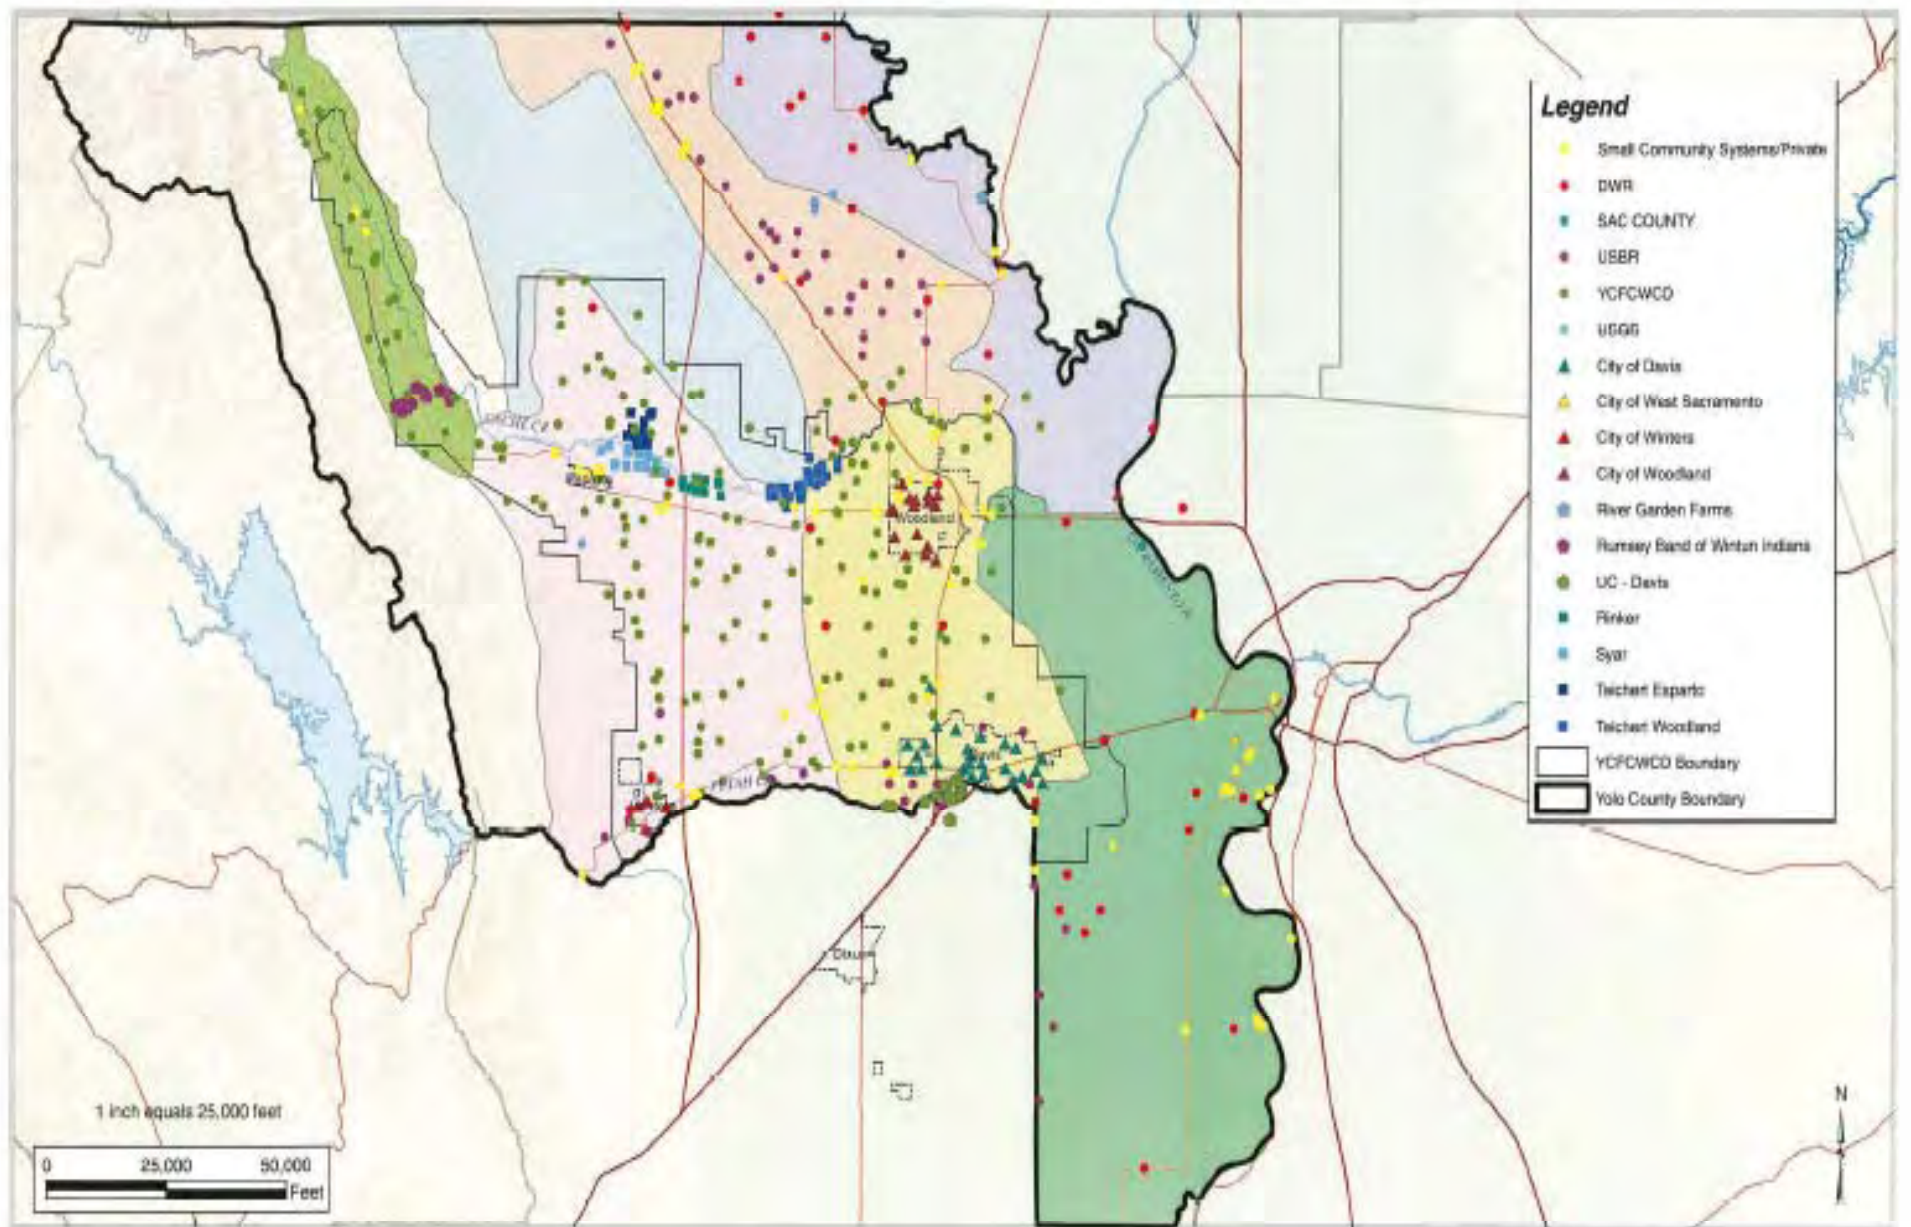 Legend
Small Community Systems/Private
DWR
SAC COUNTY
USBR
YCFCWCD
USGS
City of Davis
City of West Sacramento
City of Winters
City of Woodland
River Garden Farms
Rumsey Band of Wintun Indians
UC - Davis
Rinker
Syar
Teichert Esparto
Teichert Woodland
YCFCWCD Boundary
Yolo County Boundary
Woodland
N
1 inch equals 25,000 feet
0 25,000 50,000
Feet